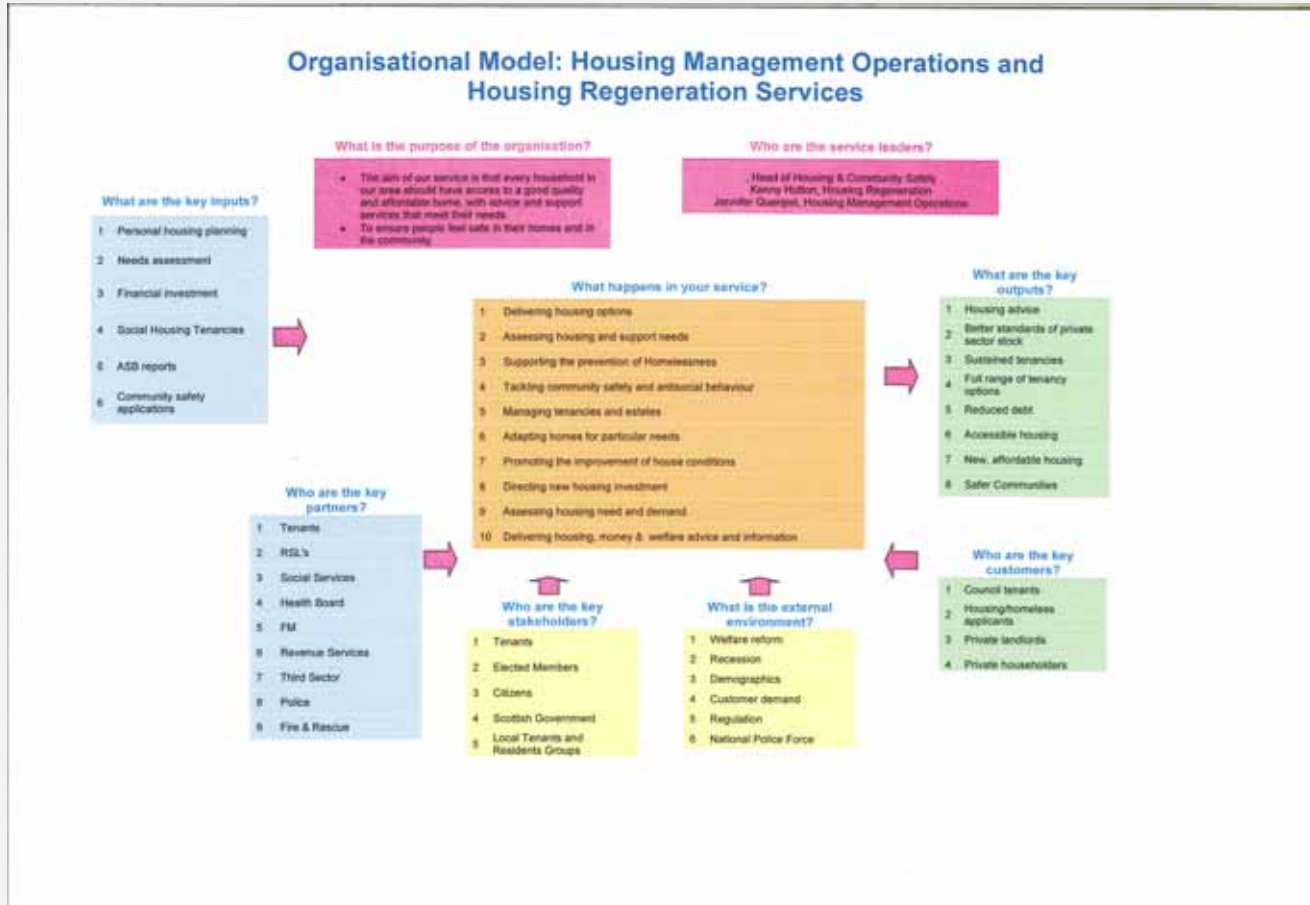 Organisational Model: Housing Management Operations and
Housing Regeneration Services
What is the purpose of the organisation?
• The aim of our service is that every household in
our area should have access to a good quality
and affordable home, with advice and support
services that meet their needs
• To ensure people feel safe in their homes and in
the community
Who are the service leaders?
, Head of Housing & Community Safety
Kenny Hutton, Housing Regeneration
Jennifer Housing Management Operations
What are the key inputs?
1 Personal housing planning
2 Needs assessment
3 Financial investment
4 Social Housing Tenancies
5 ASB reports
6 Community safety
applications
What happens in your service?
1 Delivering housing options
2 Assessing housing and support needs
3 Supporting the prevention of Homelessness
4 Tackling community safety and antisocial behaviour
5 Managing tenancies and estates
6 Adapting homes for particular needs
7 Promoting the improvement of house conditions
8 Directing new housing investment
9 Assessing housing need and demand
10 Delivering housing, money & welfare advice and information
What are the key
outputs?
1 Housing advice
2 Better standards of private
sector stock
3 Sustained tenancies
4 Full range of tenancy
options
5 Reduced debt
6 Accessible housing
7 New, affordable housing
8 Safer Communities
Who are the key
partners?
1 Tenants
2 RSL's
3 Social Services
4 Health Board
5 FM
6 Revenue Services
7 Third Sector
8 Police
9 Fire & Rescue
Who are the key
stakeholders?
1 Tenants
2 Elected Members
3 Citizens
4 Scottish Government
5 Local Tenants and
Residents Groups
What is the external
environment?
1 Welfare reform
2 Recession
3 Demographics
4 Customer demand
5 Regulation
6 National Police Force
Who are the key
customers?
1 Council tenants
2 Housing/homeless
applicants
3 Private landlords
4 Private householders